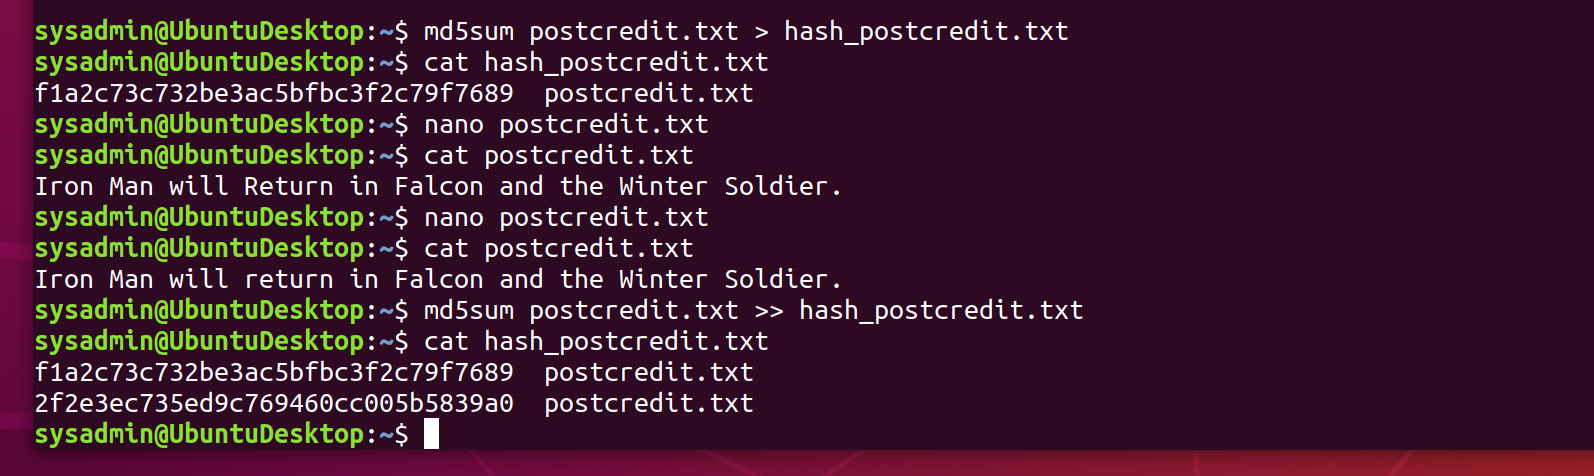 sysadmin@UbuntuDesktop:~$ md5sum postcredit.txt > hash_postcredit.txt
sysadmin@UbuntuDesktop:~$ cat hash_postcredit.txt
f1a2c73c732be3ac5bfbc3f2c79f7689  postcredit.txt
sysadmin@UbuntuDesktop:~$ nano postcredit.txt
sysadmin@UbuntuDesktop:~$ cat postcredit.txt
Iron Man will Return in Falcon and the Winter Soldier.
sysadmin@UbuntuDesktop:~$ nano postcredit.txt
sysadmin@UbuntuDesktop:~$ cat postcredit.txt
Iron Man will return in Falcon and the Winter Soldier.
sysadmin@UbuntuDesktop:~$ md5sum postcredit.txt >> hash_postcredit.txt
sysadmin@UbuntuDesktop:~$ cat hash_postcredit.txt
f1a2c73c732be3ac5bfbc3f2c79f7689  postcredit.txt
2f2e3ec735ed9c769460cc005b5839a0  postcredit.txt
sysadmin@UbuntuDesktop:~$